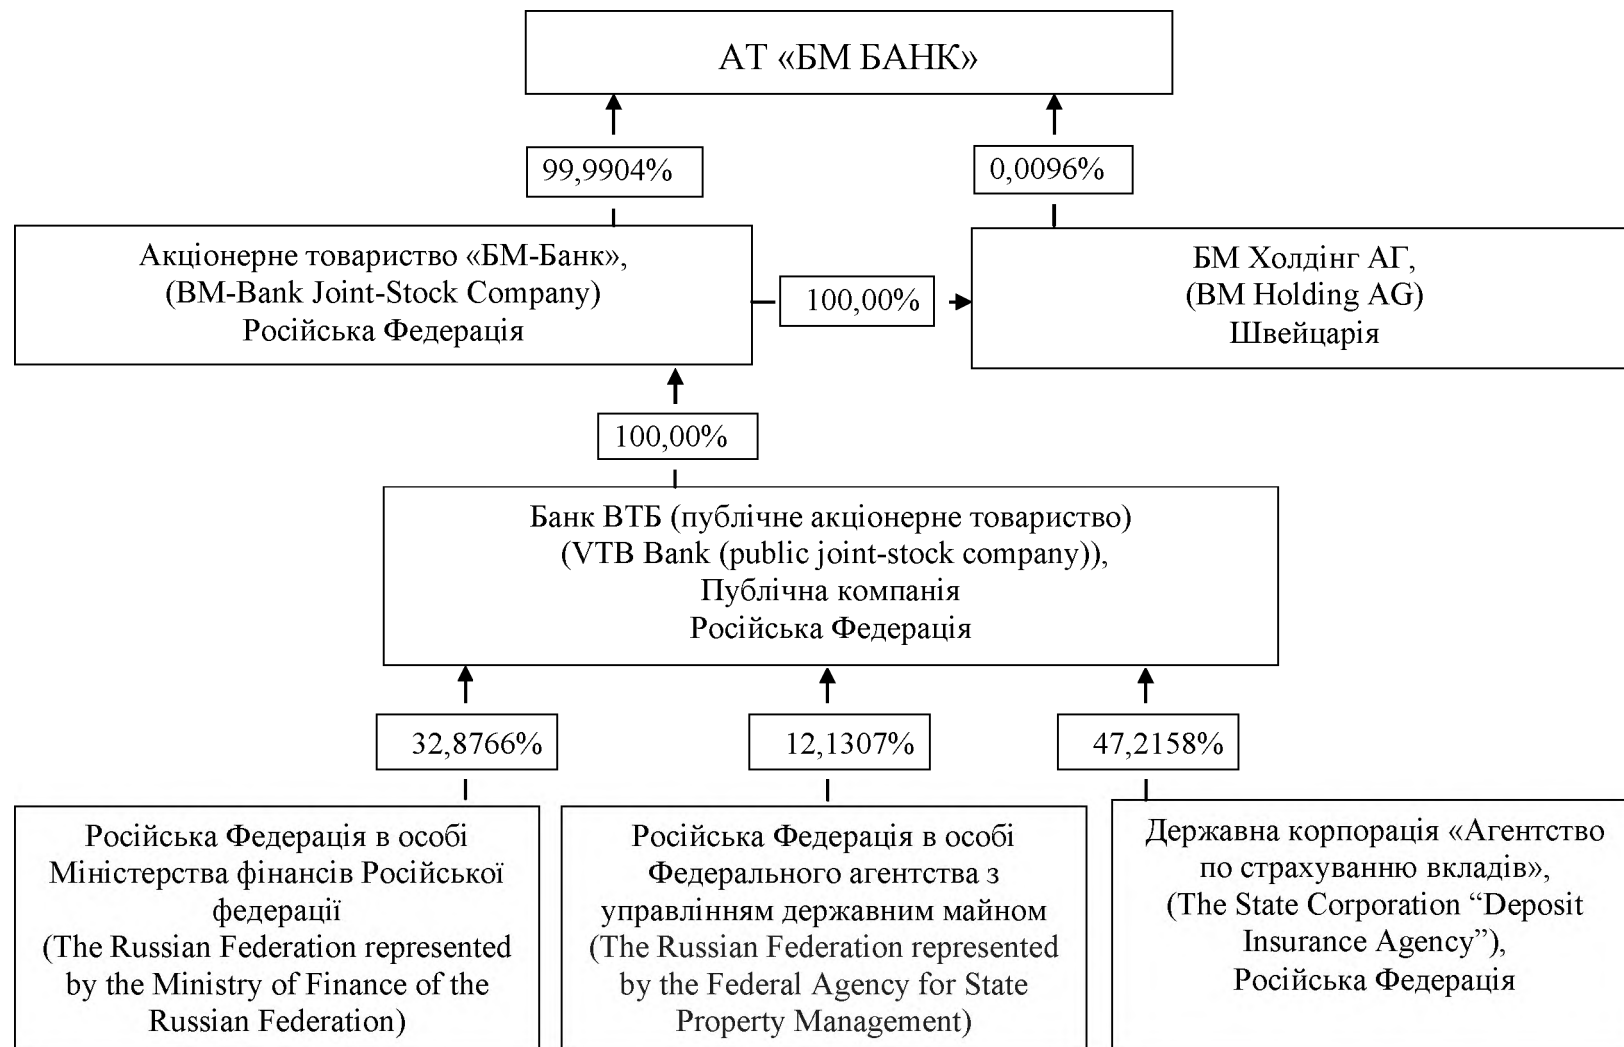 АТ «БМ БАНК»
99,9904%
0,0096%
Акціонерне товариство «БМ-Банк»,
(BM-Bank Joint-Stock Company)
Російська Федерація
100,00%
БМ Холдінг АГ,
(BM Holding AG)
Швейцарія
100,00%
Банк ВТБ (публічне акціонерне товариство)
(VTB Bank (public joint-stock company)),
Публічна компанія
Російська Федерація
32,8766%
12,1307%
47,2158%
Російська Федерація в особі
Міністерства фінансів Російської
федерації
(The Russian Federation represented
by the Ministry of Finance of the
Russian Federation)
Російська Федерація в особі
Федерального агентства з
управлінням державним майном
(The Russian Federation represented
by the Federal Agency for State
Property Management)
Державна корпорація «Агентство
по страхуванню вкладів»,
(The State Corporation “Deposit
Insurance Agency”),
Російська Федерація